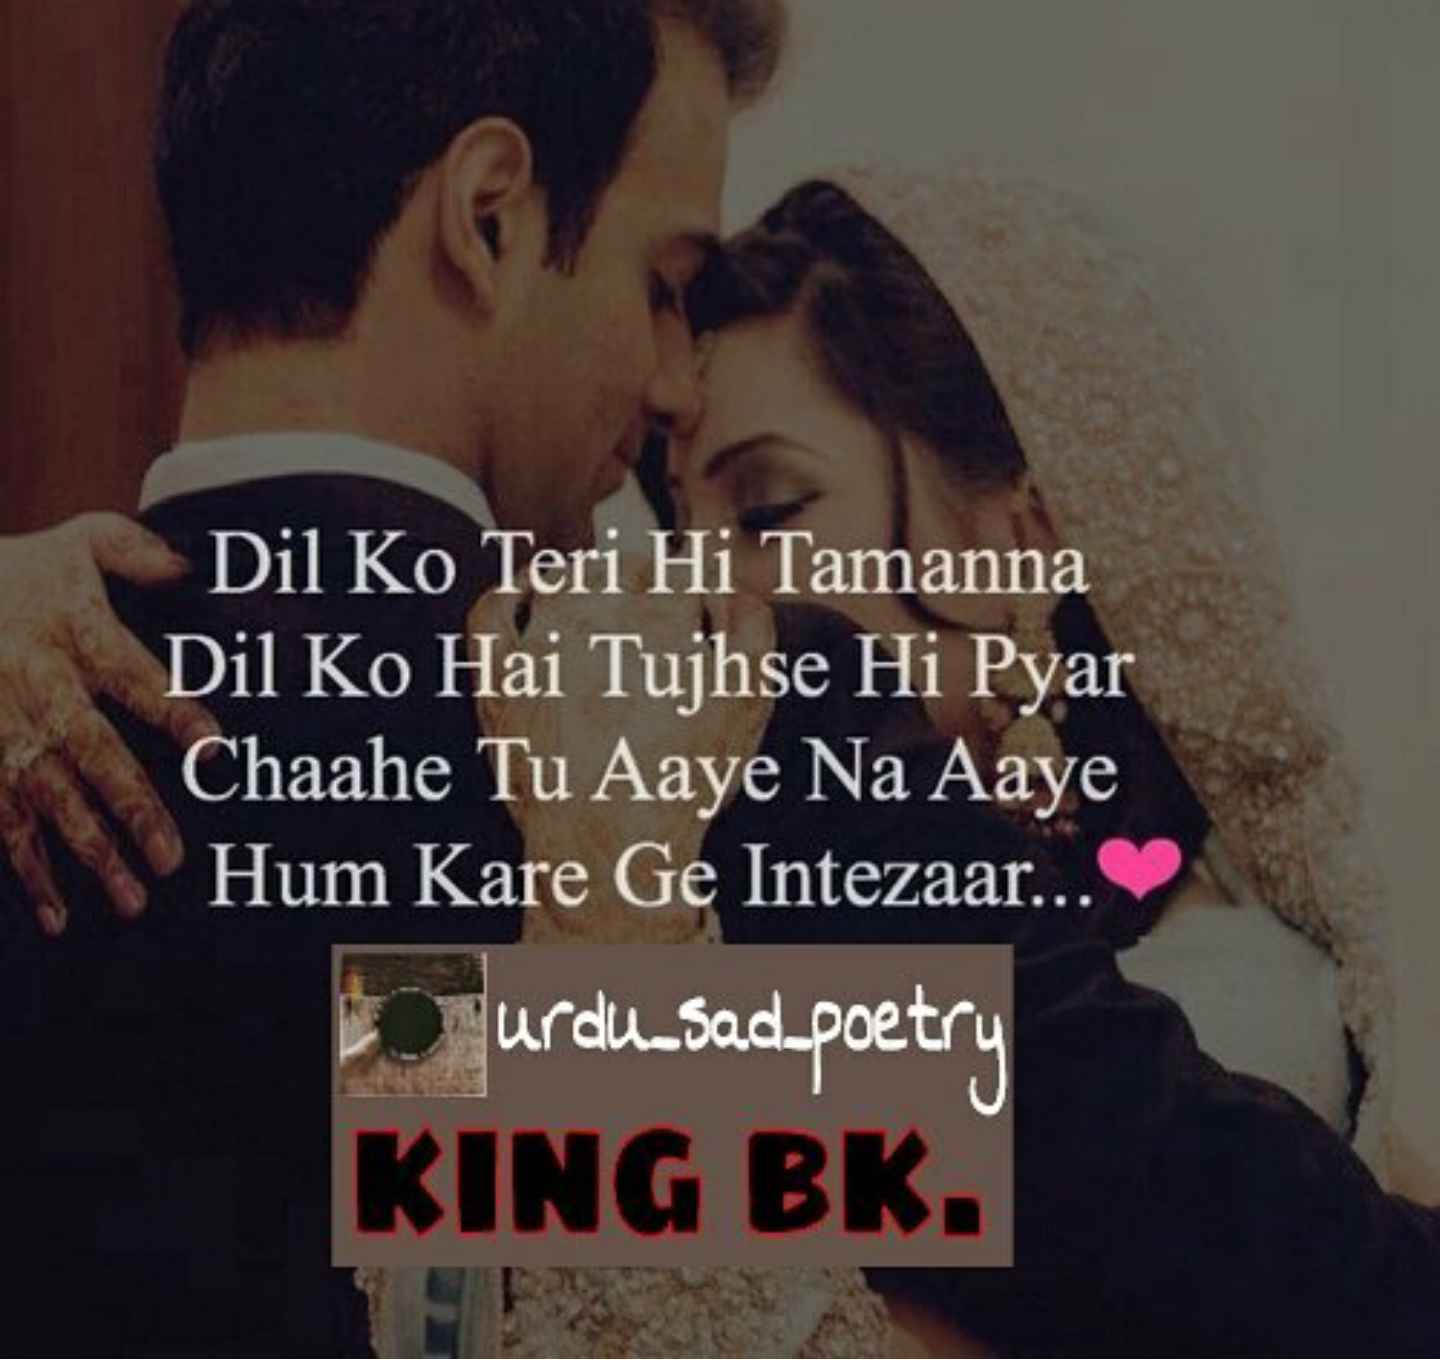 Dil Ko Teri Hi Tamanna
Dil Ko Hai Tujhse Hi Pyar
Chaahe Tu Aaye Na Aaye
Hum Kare Ge Intezaar...💗
urdu_sad_poetry
KING BK.